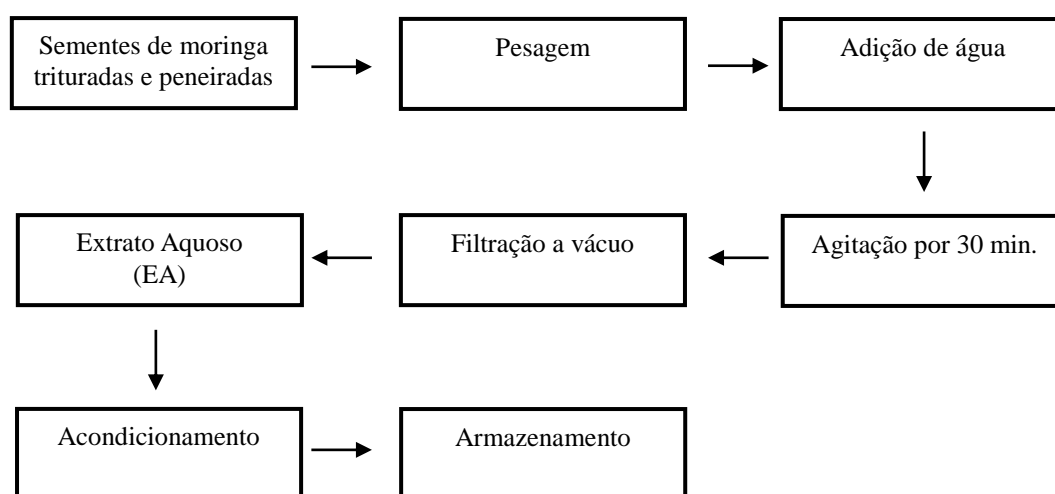 Sementes de moringa
trituradas e peneiradas
Pesagem
Adição de água
Agitação por 30 min.
Filtração a vácuo
Extrato Aquoso
(EA)
Acondicionamento
Armazenamento